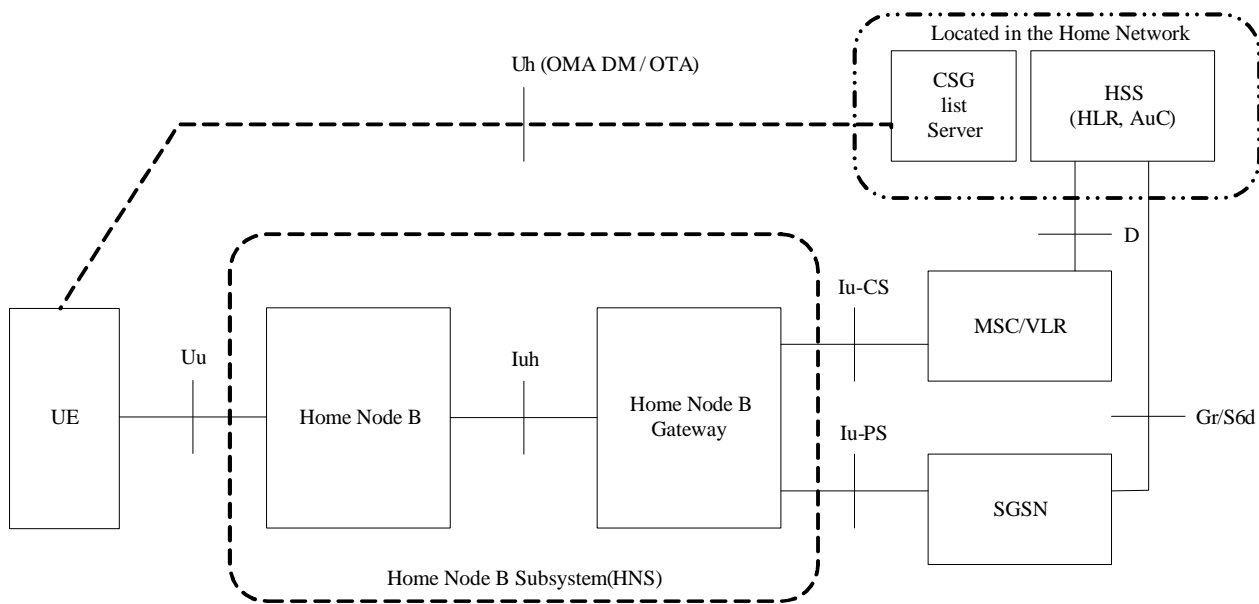 Located in the Home Network
Uh (OMA DM / OTA)
CSG
list
Server
HSS
(HLR, AuC)
D
Iu-CS
MSC/VLR
Uu
Iuh
UE
Home Node B
Home Node B
Gateway
Gr/S6d
Iu-PS
SGSN
Home Node B Subsystem(HNS)